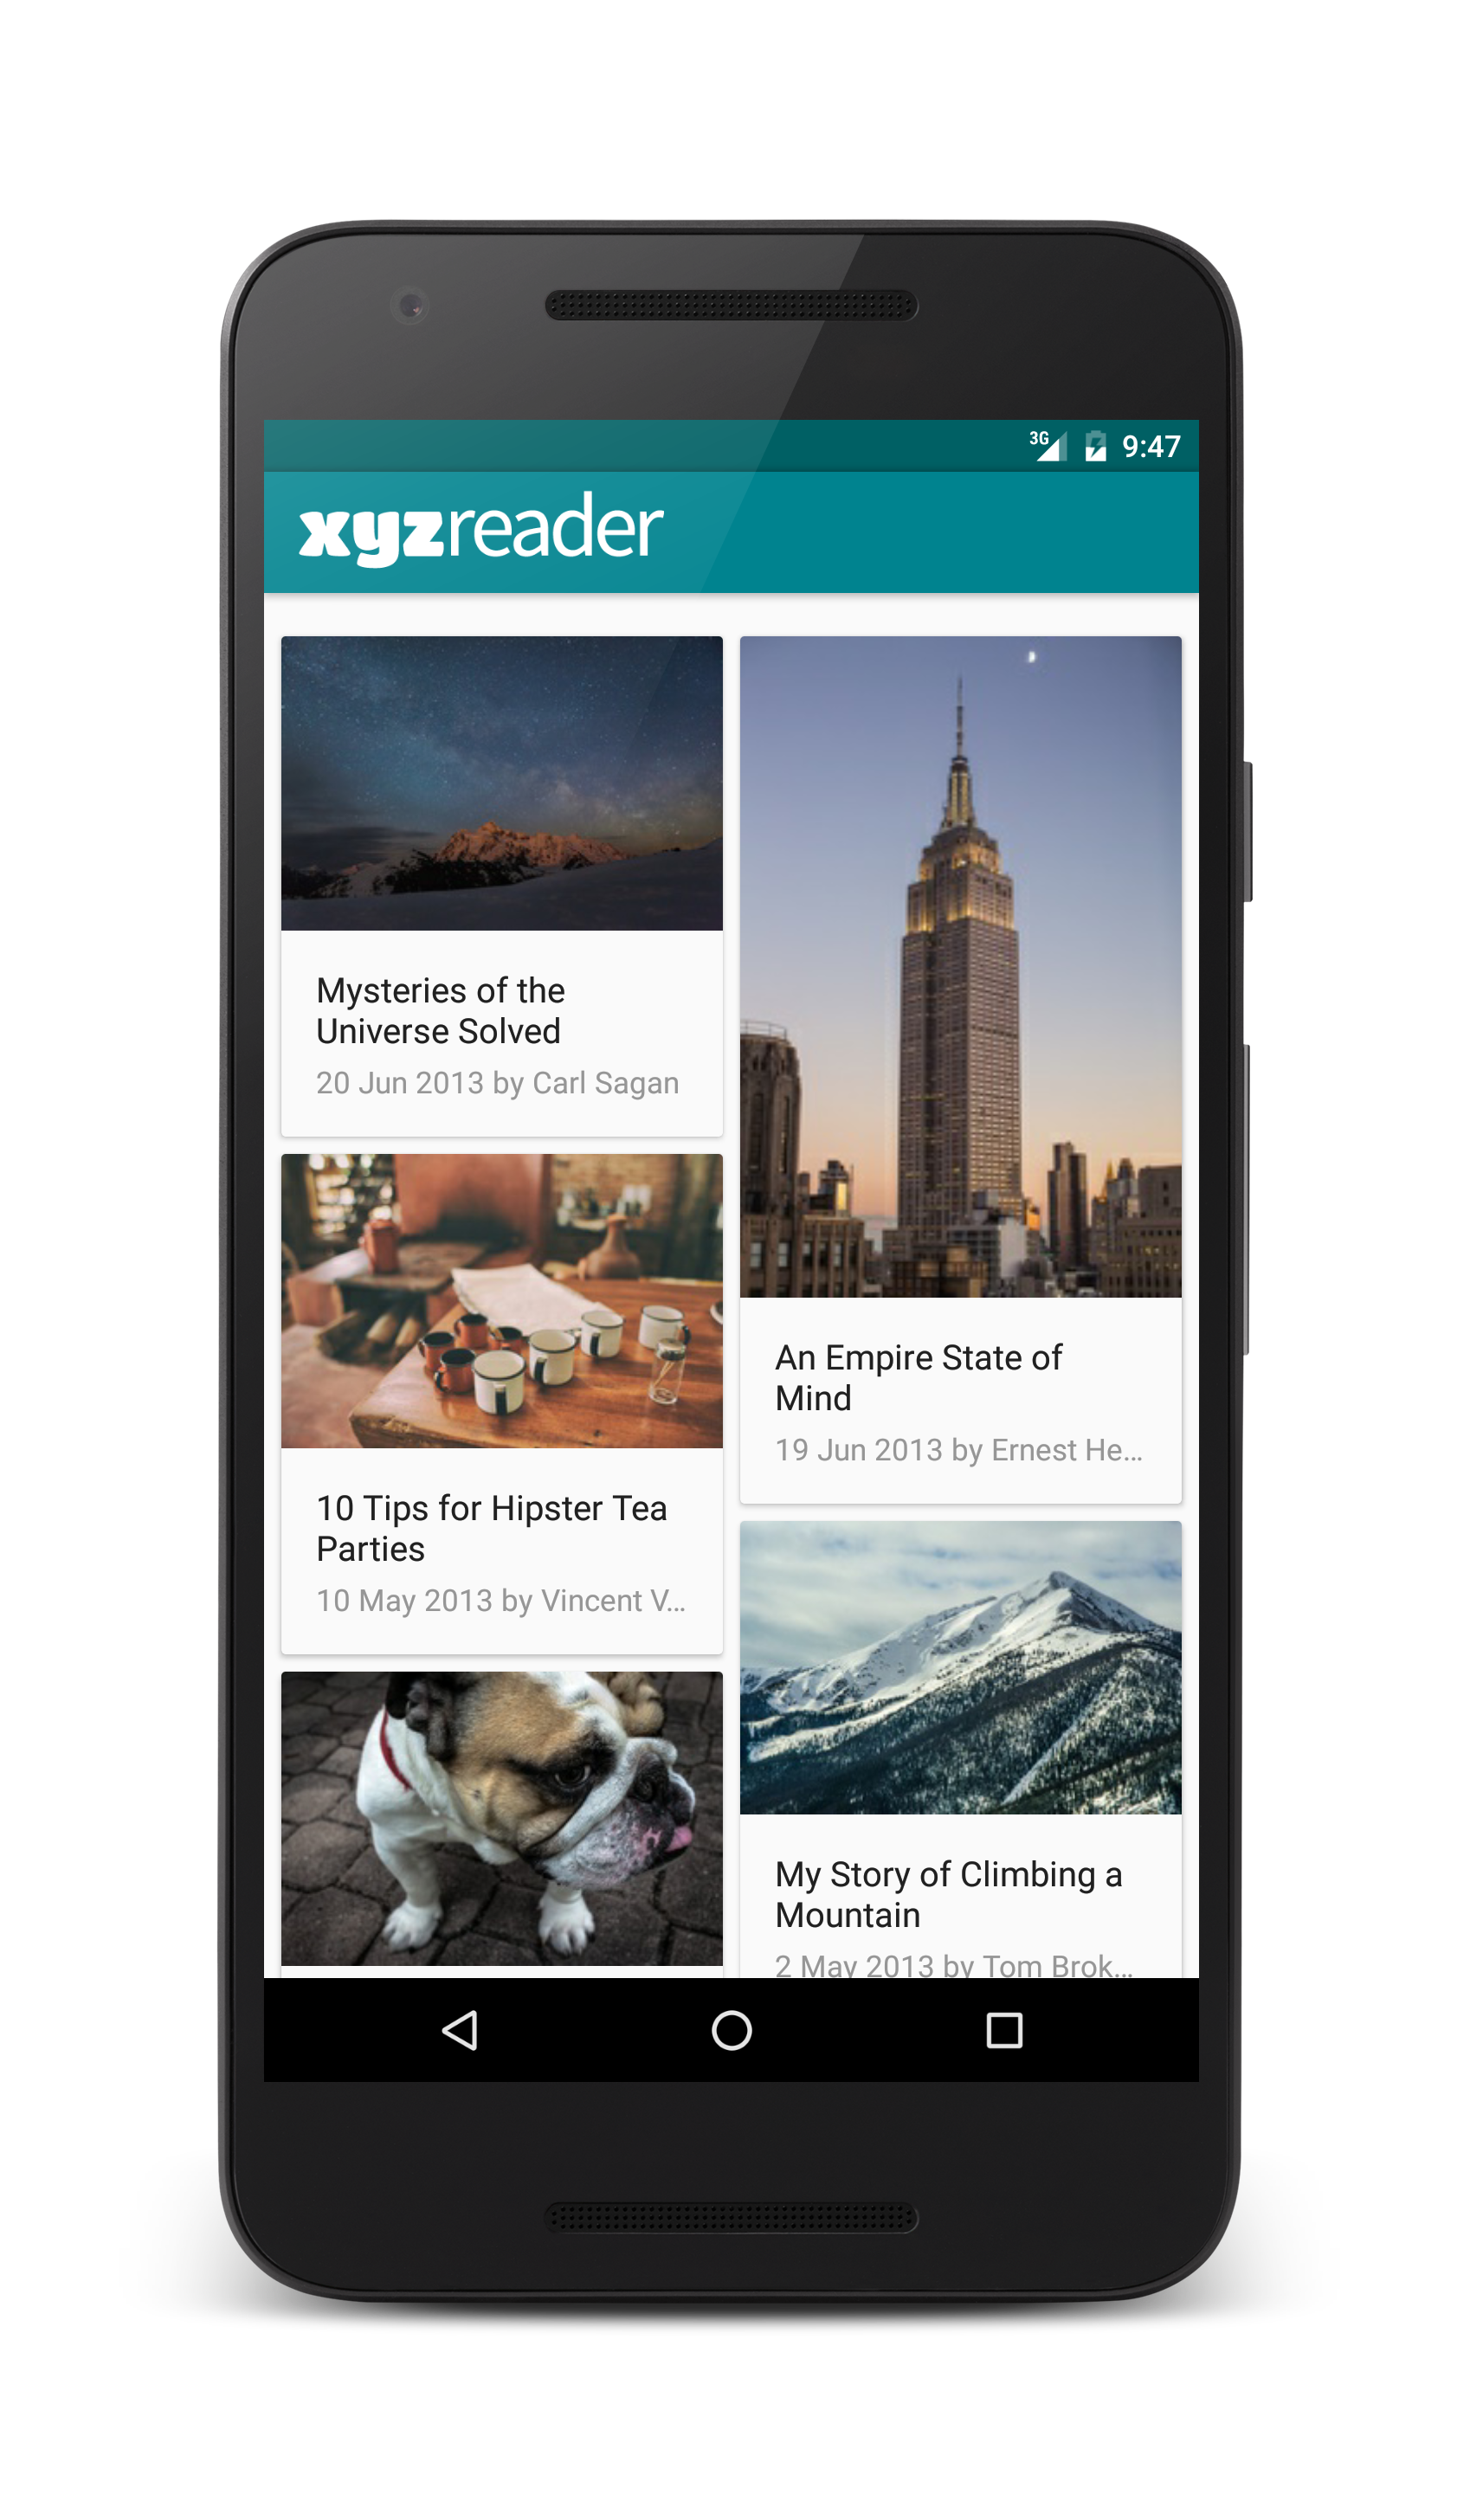 3G 9:47
xyzreader
Mysteries of the
Universe Solved
20 Jun 2013 by Carl Sagan
An Empire State of
Mind
19 Jun 2013 by Ernest He...
10 Tips for Hipster Tea
Parties
10 May 2013 by Vincent V...
My Story of Climbing a
Mountain
2 May 2013 by Tom Brok...